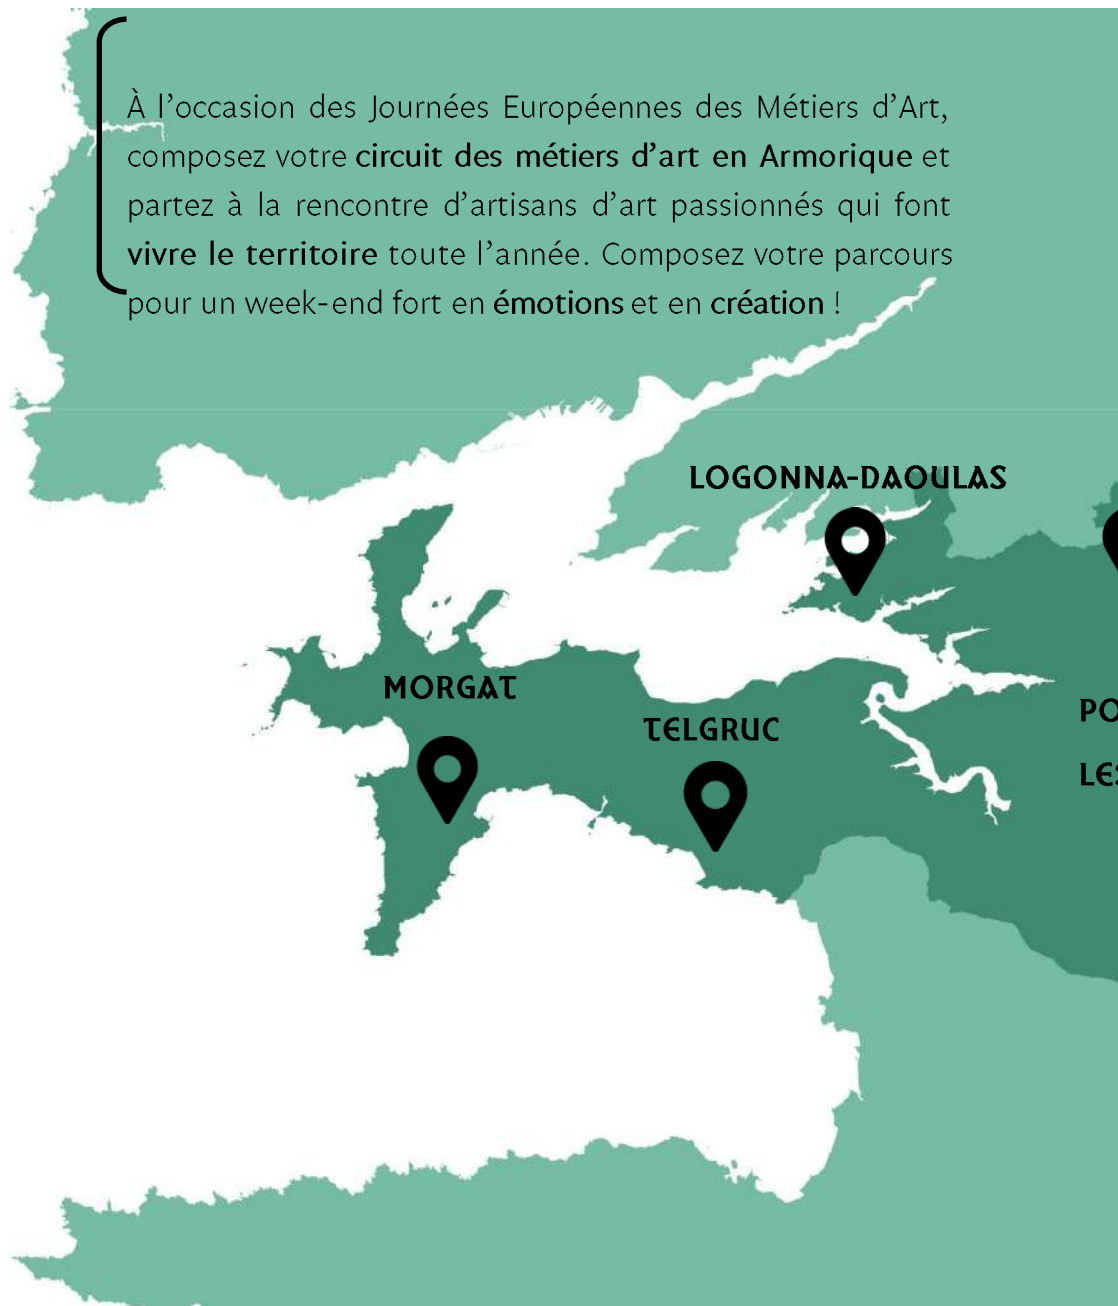 À l’occasion des Journées Européennes des Métiers d’Art,
composez votre circuit des métiers d’art en Armorique et
partez à la rencontre d’artisans d’art passionnés qui font
vivre le territoire toute l’année. Composez votre parcours
pour un week-end fort en émotions et en création !
LOGONNA-DAOULAS
MORGAT
TELGRUC
PO
LES